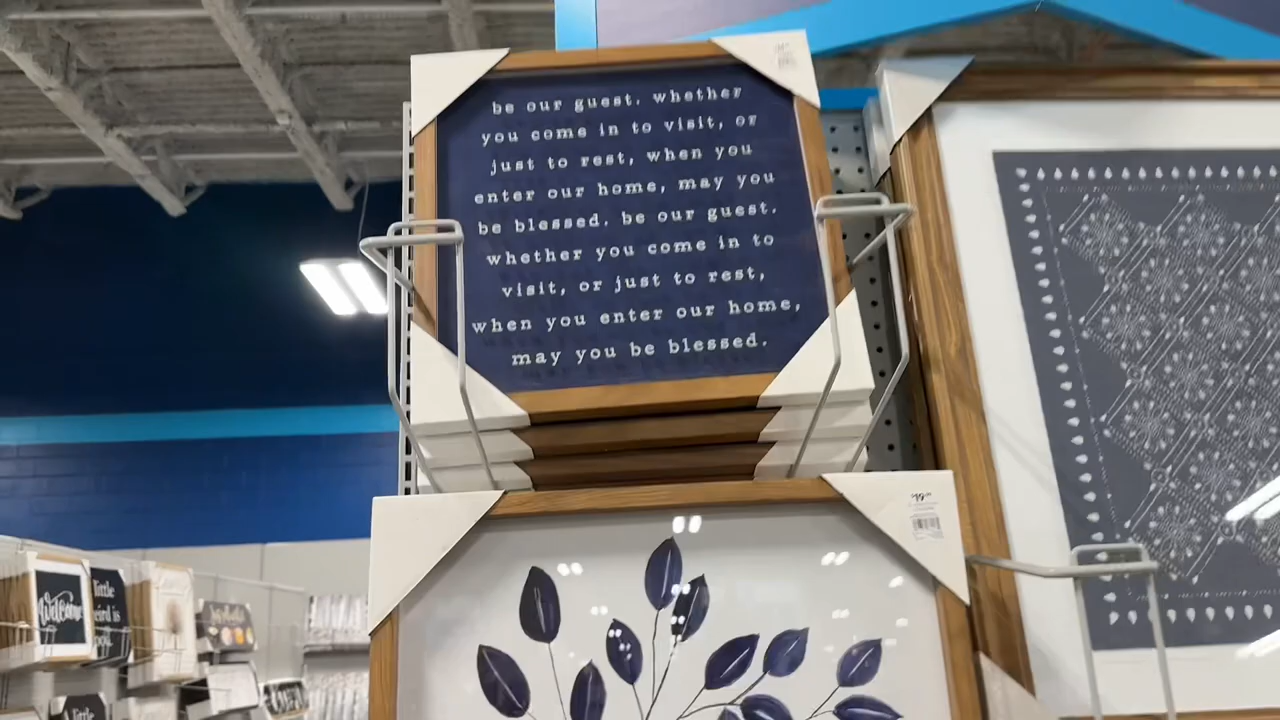 be our guest. whether
you come in to visit, or
just to rest, when you
enter our home, may you
be blessed. be our guest.
whether you come in to
visit, or just to rest,
when you enter our home,
may you be blessed.
Welcome
little